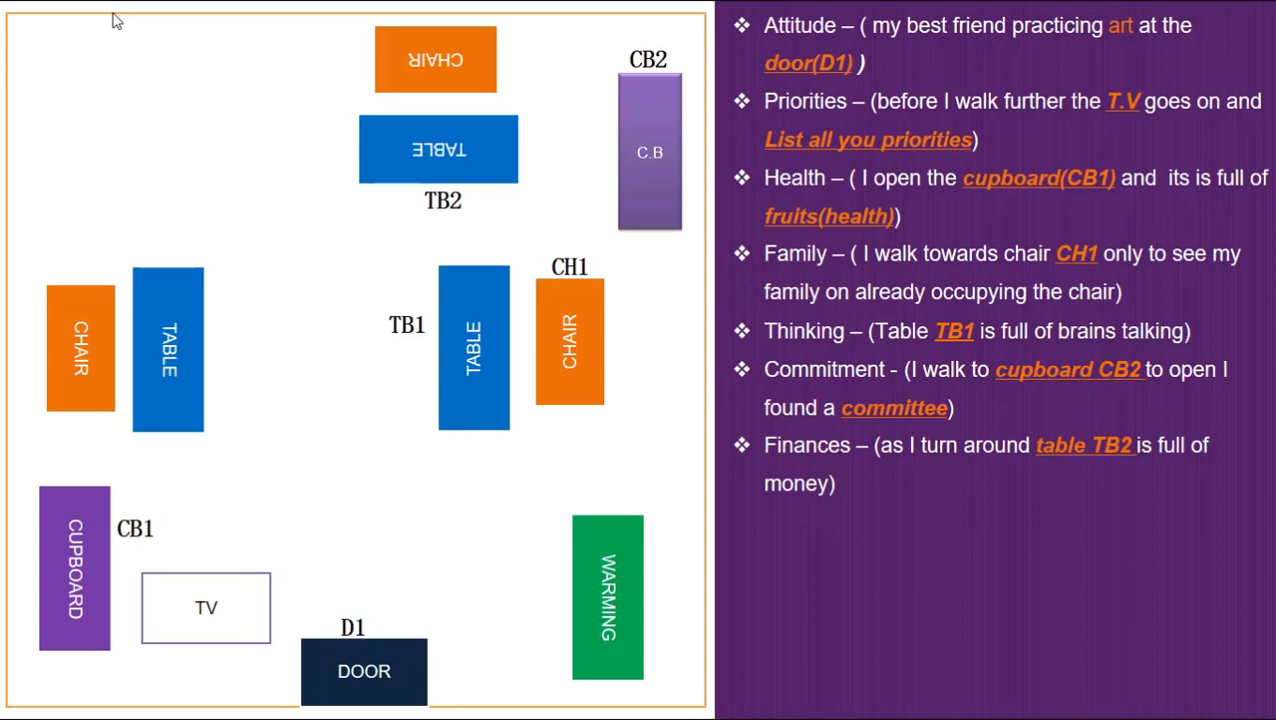 CHAIR
CB2
TABLE
C.B
TB2
CH1
CHAIR
TABLE
TB1
TABLE
CHAIR
CUPBOARD
CB1
TV
D1
DOOR
WARMING
❖ Attitude – ( my best friend practicing art at the
door(D1) )
❖ Priorities – (before I walk further the T.V goes on and
List all you priorities)
❖ Health – ( I open the cupboard(CB1) and its is full of
fruits(health))
❖ Family – ( I walk towards chair CH1 only to see my
family on already occupying the chair)
❖ Thinking – (Table TB1 is full of brains talking)
❖ Commitment - (I walk to cupboard CB2 to open I
found a committee)
❖ Finances – (as I turn around table TB2 is full of
money)